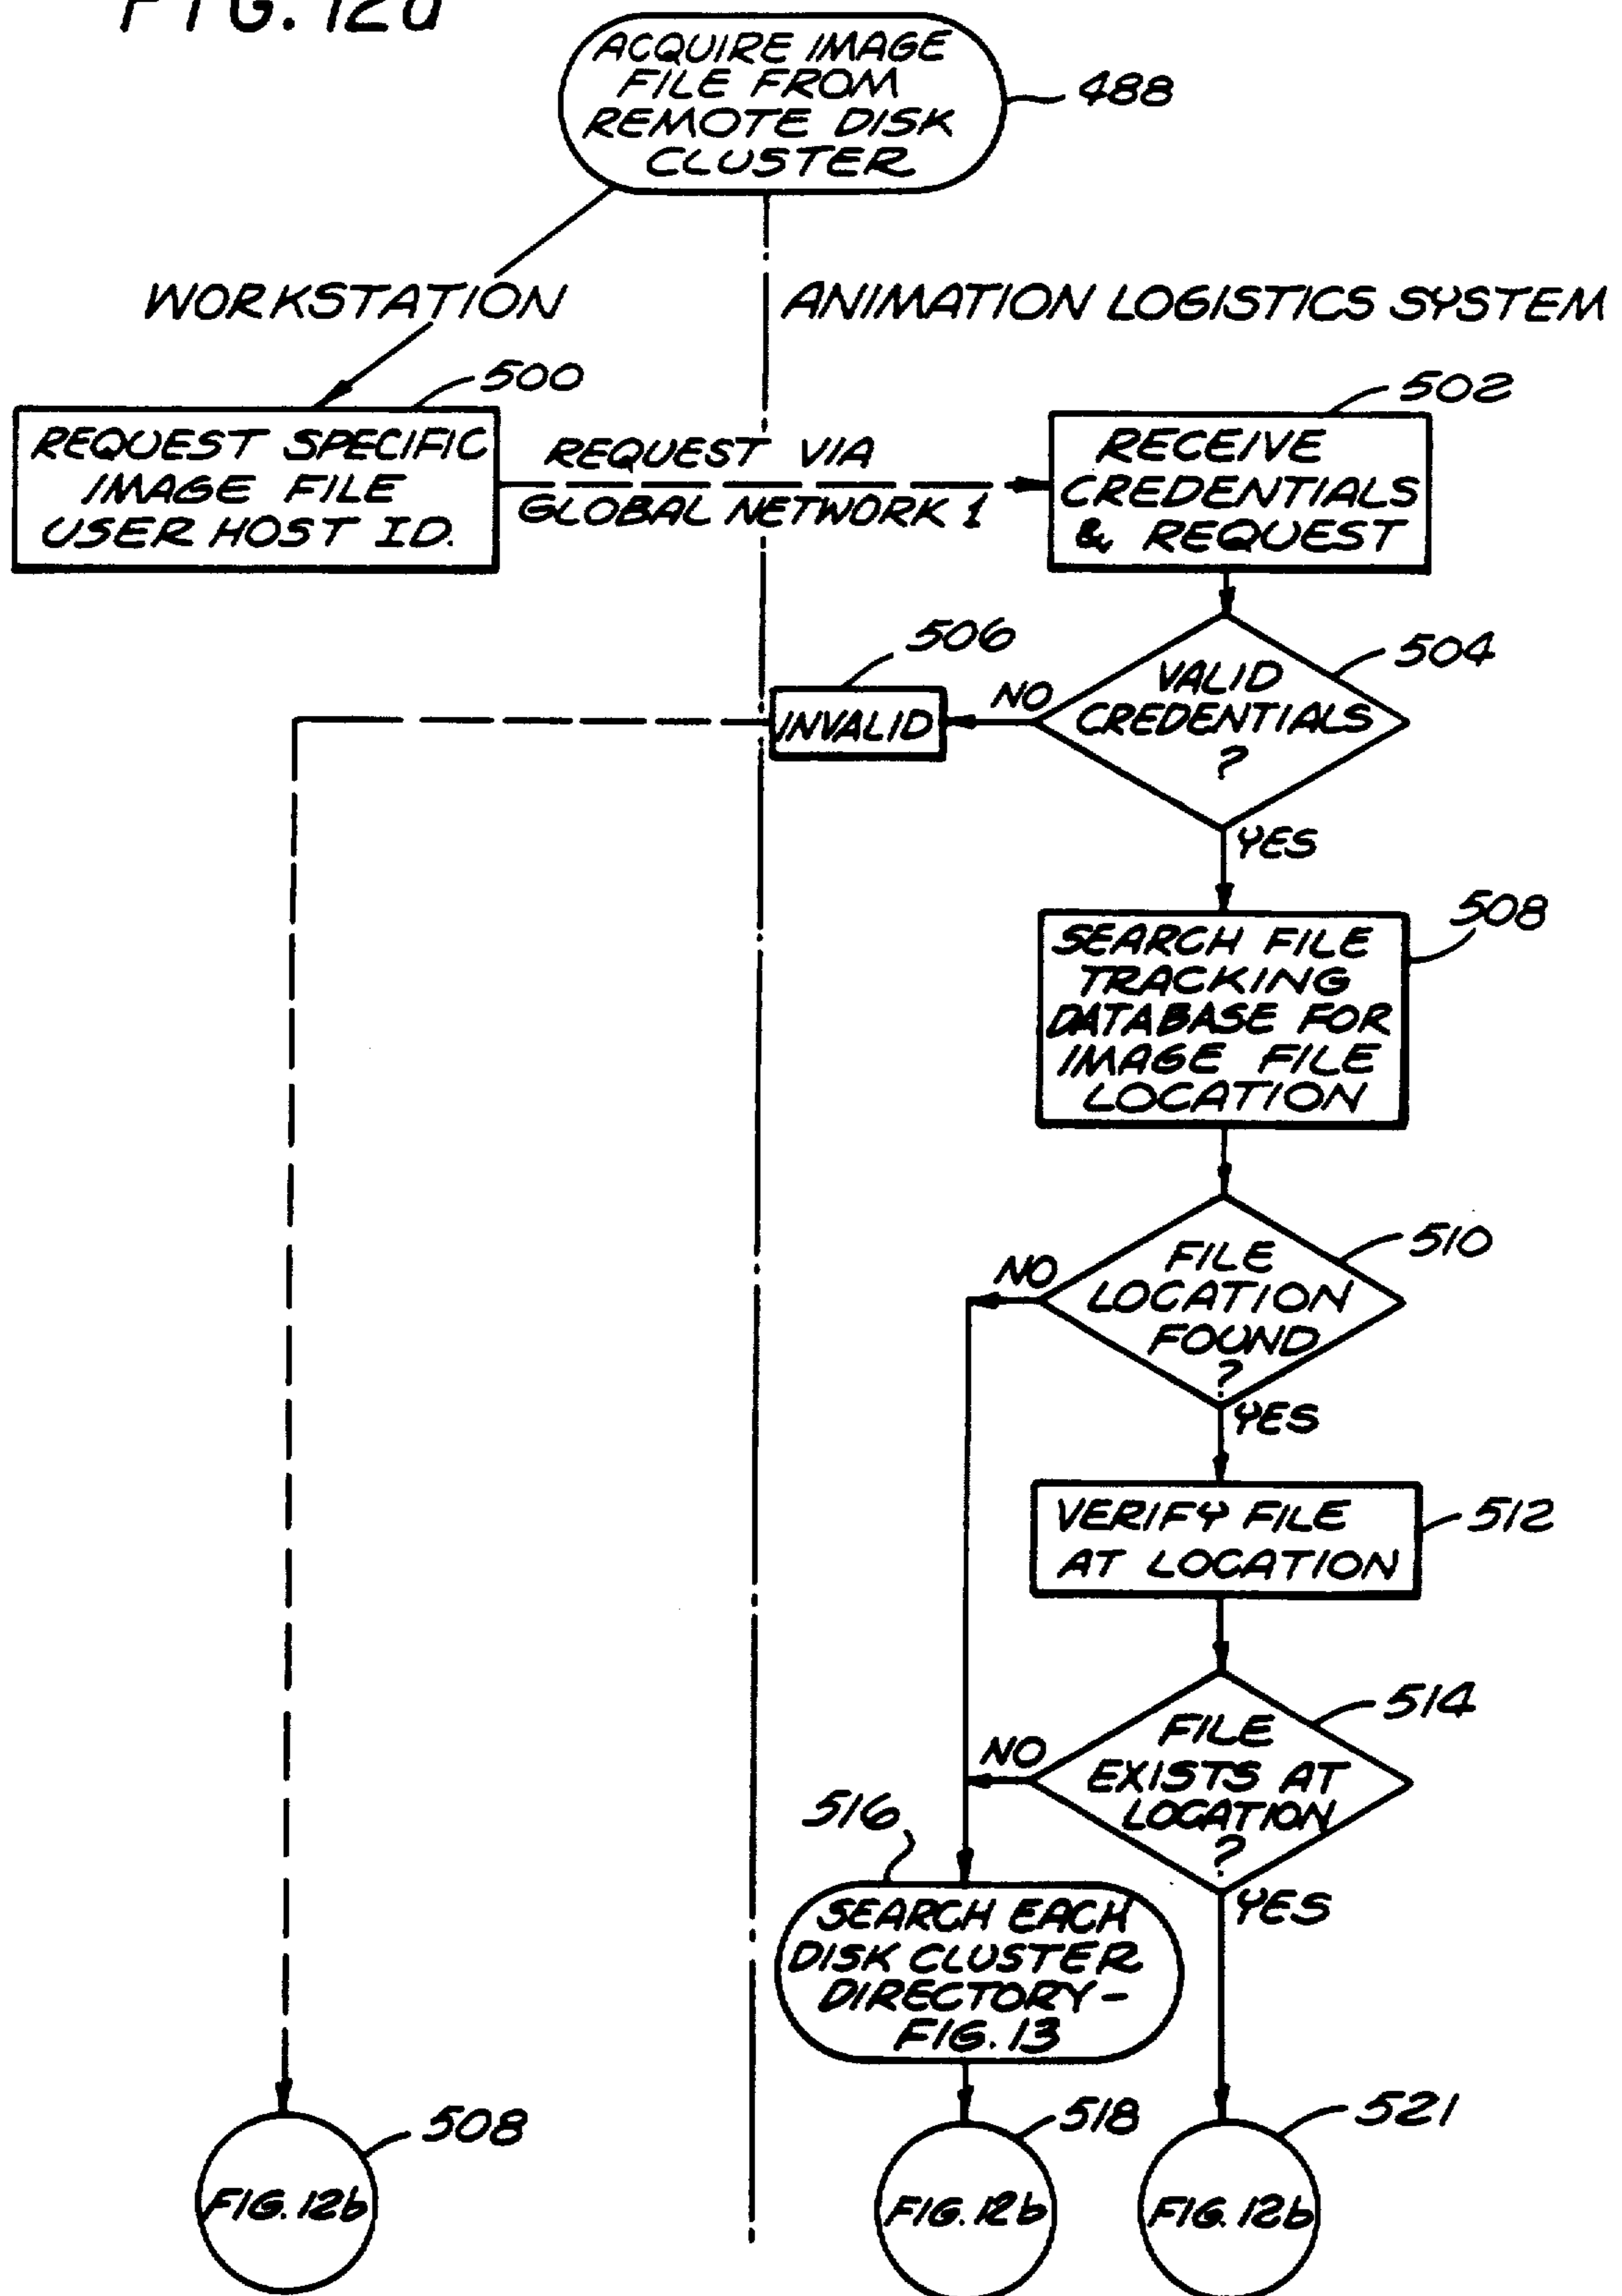 FIG. 12a
ACQUIRE IMAGE
FILE FROM
REMOTE DISK
CLUSTER
488
WORKSTATION
ANIMATION LOGISTICS SYSTEM
500
502
REQUEST SPECIFIC
IMAGE FILE
USER HOST ID.
REQUEST VIA
GLOBAL NETWORK 1
RECEIVE
CREDENTIALS
& REQUEST
506
504
INVALID
NO
VALID
CREDENTIALS
?
YES
508
SEARCH FILE
TRACKING
DATABASE FOR
IMAGE FILE
LOCATION
510
NO
FILE
LOCATION
FOUND
?
YES
512
VERIFY FILE
AT LOCATION
514
NO
FILE
EXISTS AT
LOCATION
?
YES
516
SEARCH EACH
DISK CLUSTER
DIRECTORY-
FIG. 13
508
518
521
FIG. 12b
FIG. 12b
FIG. 12b